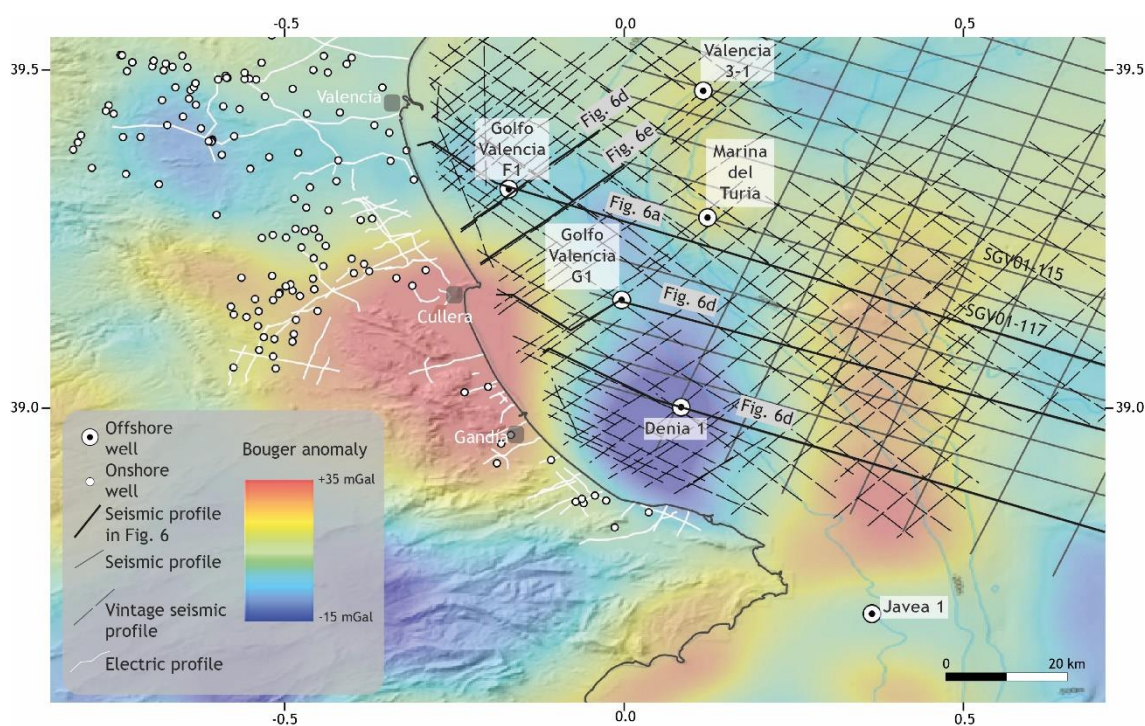 -0.5
0.0
0.5
39.5
39.5
Valencia
3-1
Valencia
Fig. 6d
Golfo
Valencia
F1
Fig. 6e
Marina
del
Turia
Fig. 6a
Golfo
Valencia
G1
SGV01-115
Fig. 6d
SGV01-117
Cullera
39.0
39.0
Fig. 6d
Denia 1
Gandia
Offshore
well
Onshore
well
Seismic profile
in Fig. 6
Seismic profile
Vintage seismic
profile
Electric profile
Bouger anomaly
+35 mGal
-15 mGal
Javea 1
0
20 km
-0.5
0.0
0.5